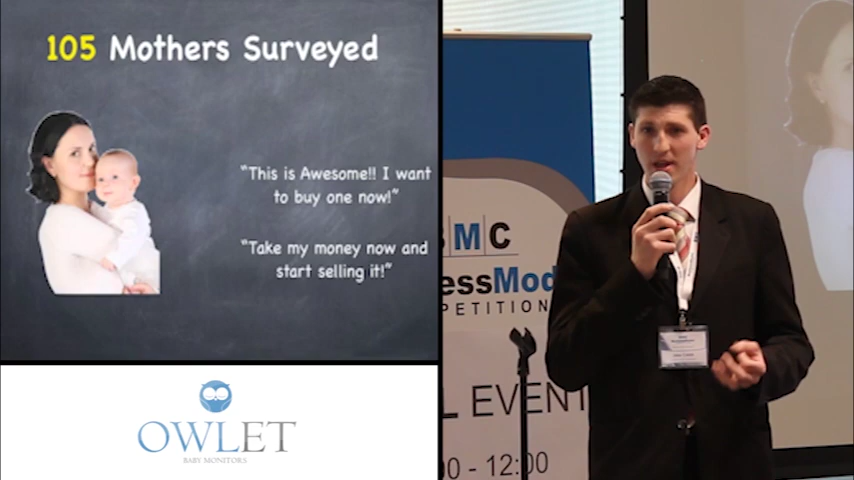 105 Mothers Surveyed
"This is Awesome!! I want
to buy one now!"
"Take my money now and
start selling it!"
OWLET
BABY MONITORS
BMC
essMod
PETITION
L EVENT
00 - 12:00